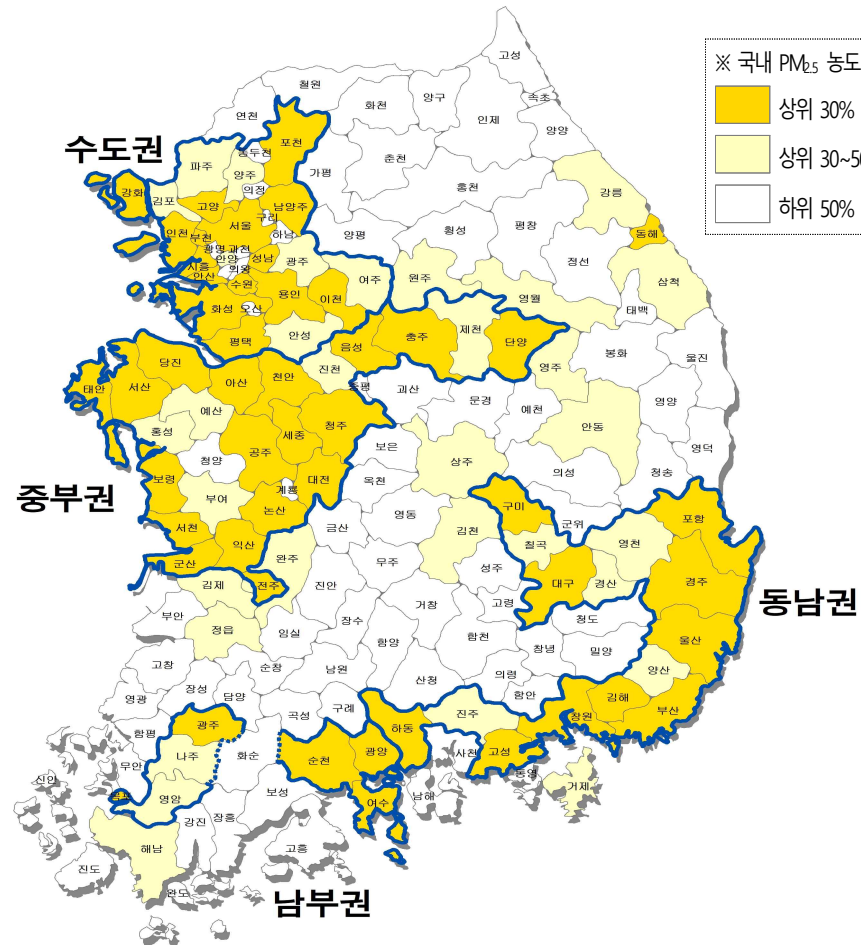 ※ 국내 PM2.5 농도
상위 30%
상위 30~50
하위 50%
수도권
중부권
동남권
남부권
고성
철원
화천
양구
속초
인제
연천
양양
포천
동두천
춘천
파주
양주
가평
의정
홍천
강릉
강화
김포
고양
남양주
서울
구리
하남
양평
횡성
평창
동해
인천
부천
광명
과천
안양
성남
광주
정선
시흥
안산
의왕
수원
여주
원주
삼척
화성
오산
용인
이천
영월
태백
평택
안성
음성
충주
제천
단양
당진
진천
영주
봉화
울진
태안
서산
아산
천안
증평
괴산
문경
예천
영양
예산
청주
안동
홍성
세종
공주
보은
상주
영덕
청양
의성
청송
보령
대전
옥천
계룡
부여
논산
구미
군위
포항
서천
금산
영동
김천
칠곡
영천
군산
익산
완주
무주
성주
대구
경산
경주
김제
전주
진안
고령
부안
거창
청도
정읍
임실
장수
함양
합천
창녕
밀양
울산
고창
순창
남원
산청
의령
양산
영광
장성
담양
곡성
구례
함안
김해
부산
함평
광주
하동
진주
창원
무안
나주
화순
순천
광양
사천
고성
신안
목포
영암
보성
여수
남해
통영
거제
강진
장흥
해남
고흥
진도
완도